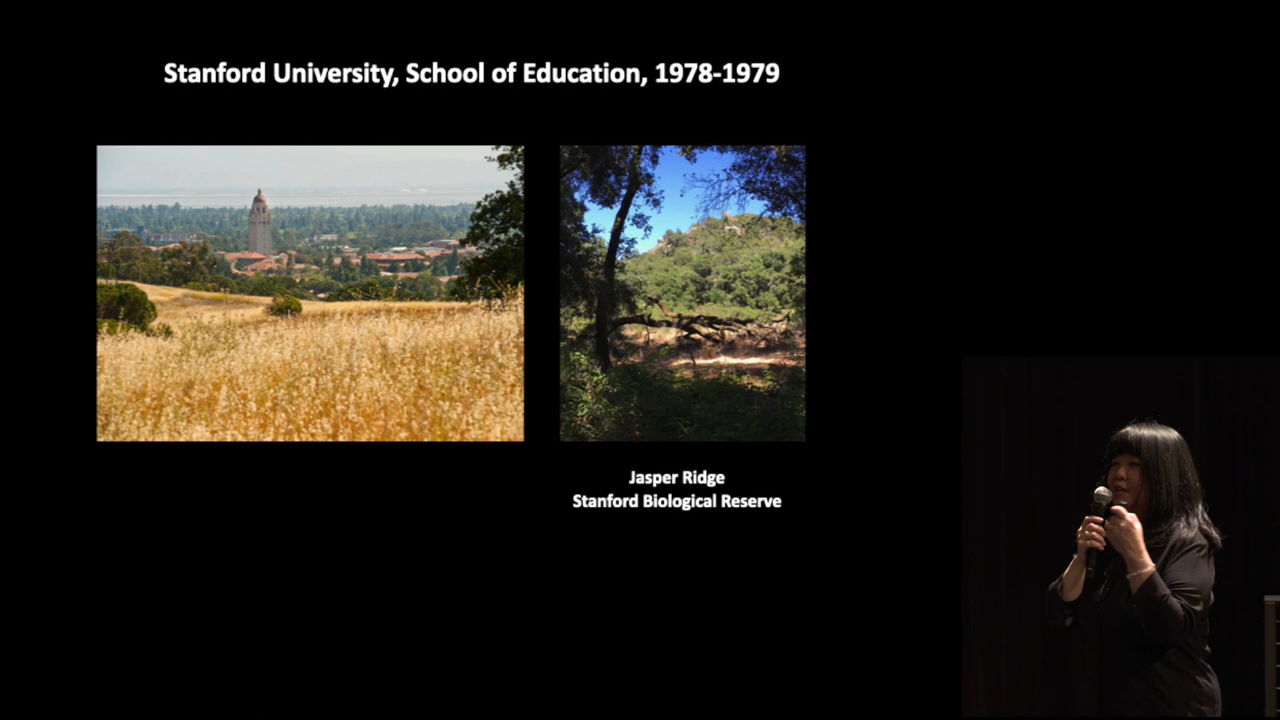 Stanford University, School of Education, 1978-1979
Jasper Ridge
Stanford Biological Reserve